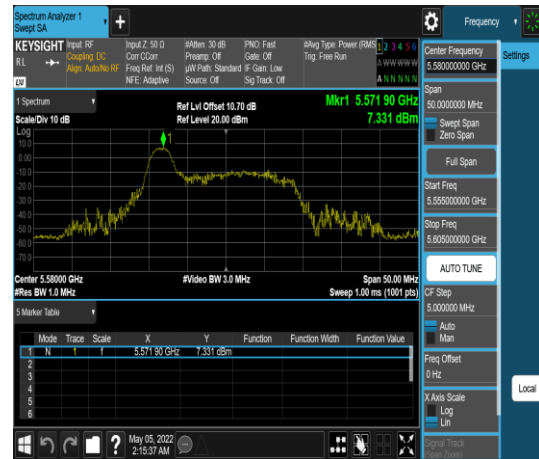 Spectrum Analyzer 1
Swept SA
+
Frequency
KEYSIGHT
RL
LXI
Input: RF
Coupling: DC
Align: Auto/No RF
Input Z: 50 Ω
Corr CCorr
Freq Ref: Int (S)
NFE: Adaptive
#Atten: 30 dB
Preamp: Off
µW Path: Standard
Source: Off
PNO: Fast
Gate: Off
IF Gain: Low
Sig Track: Off
#Avg Type: Power (RMS)
Trig: Free Run
1 2 3 4 5 6
A WWWWW
A N N N N N
1 Spectrum
Scale/Div 10 dB
Log
Ref Lvl Offset 10.70 dB
Ref Level 20.00 dBm
Mkr1 5.571 90 GHz
7.331 dBm
1
10.0
0.00
-10.0
-20.0
-30.0
-40.0
-50.0
-60.0
-70.0
Center 5.58000 GHz
#Res BW 1.0 MHz
#Video BW 3.0 MHz
Span 50.00 MHz
Sweep 1.00 ms (1001 pts)
5 Marker Table
Mode Trace Scale X Y Function Function Width Function Value
1 N 1 f 5.571 90 GHz 7.331 dBm
2
3
4
5
6
May 05, 2022
2:15:37 AM
Center Frequency
5.580000000 GHz
Span
50.0000000 MHz
Swept Span
Zero Span
Full Span
Start Freq
5.555000000 GHz
Stop Freq
5.605000000 GHz
AUTO TUNE
CF Step
5.000000 MHz
Auto
Man
Freq Offset
0 Hz
X Axis Scale
Log
Lin
Signal Track
(Span Zoom)
Settings
Local